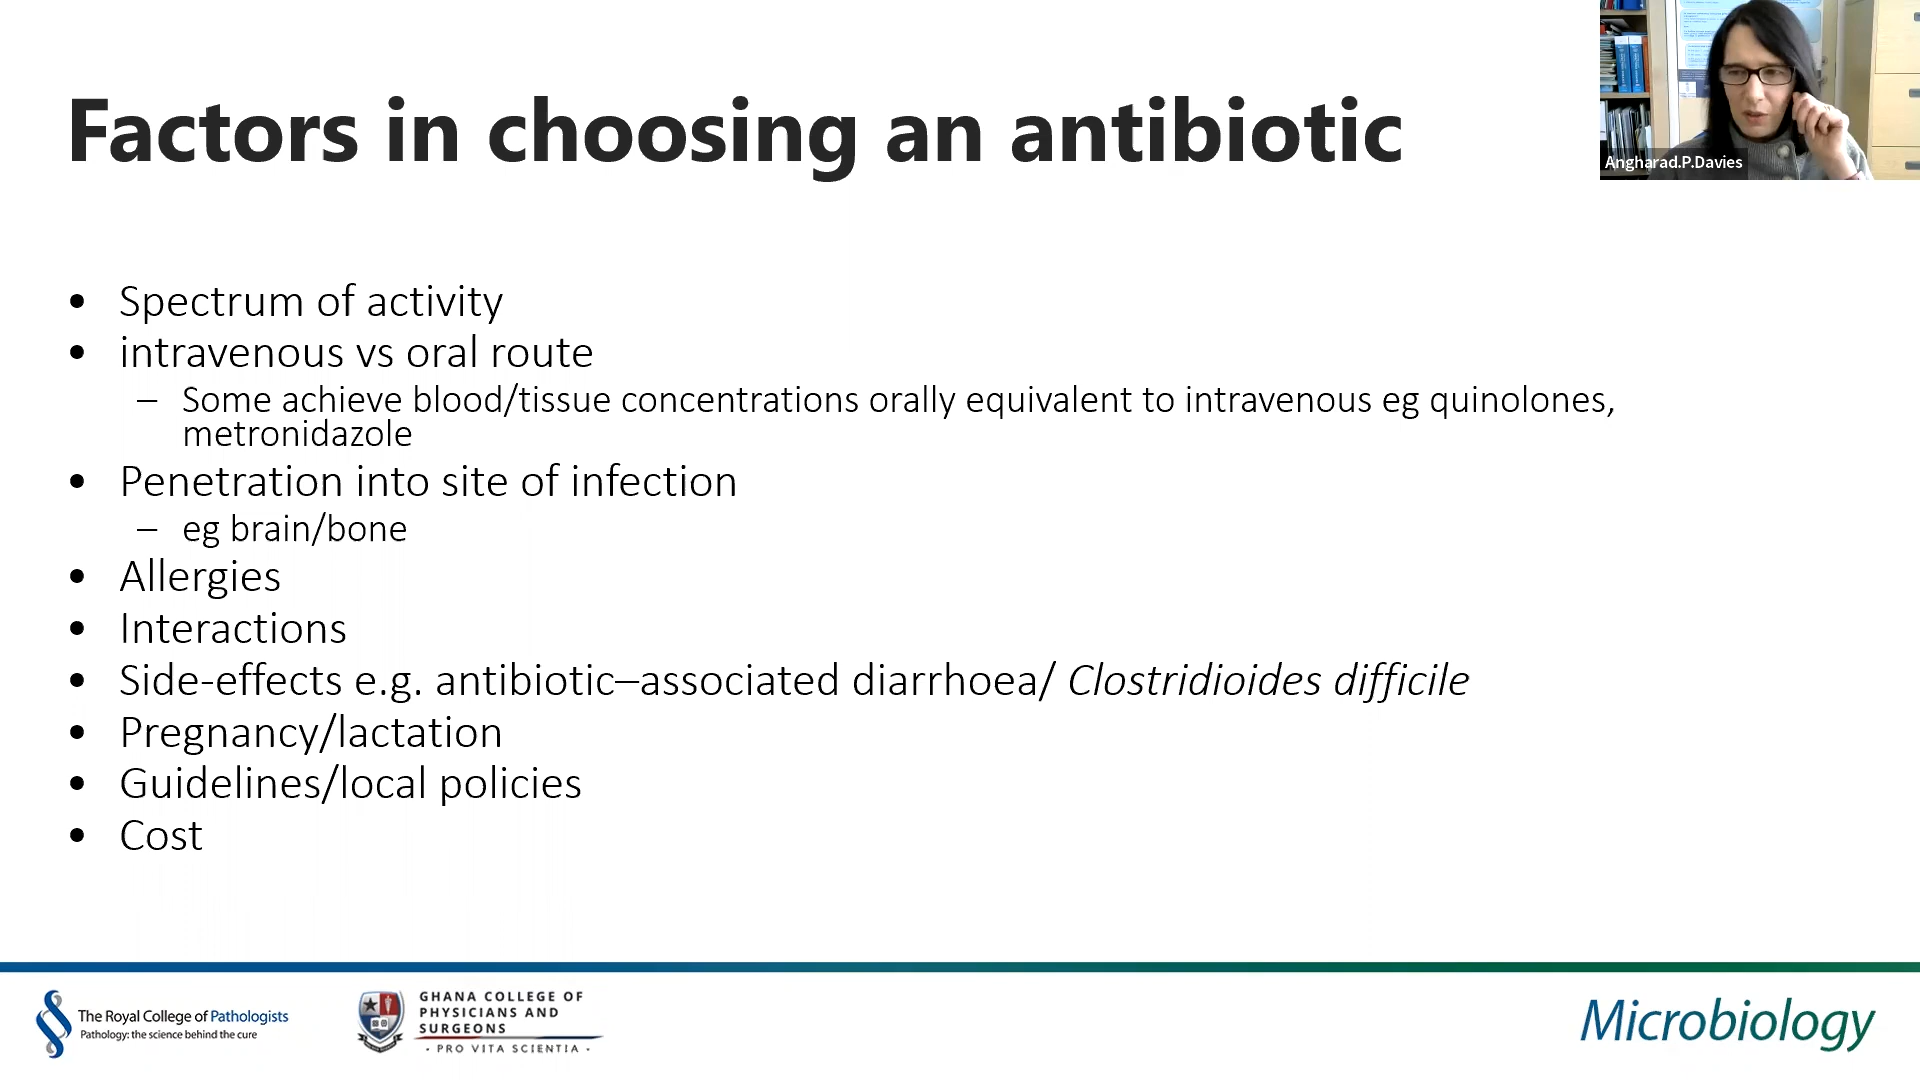 Factors in choosing an antibiotic
Angharad.P.Davies
• Spectrum of activity
• intravenous vs oral route
– Some achieve blood/tissue concentrations orally equivalent to intravenous eg quinolones,
metronidazole
• Penetration into site of infection
– eg brain/bone
• Allergies
• Interactions
• Side-effects e.g. antibiotic–associated diarrhoea/ Clostridioides difficile
• Pregnancy/lactation
• Guidelines/local policies
• Cost
The Royal College of Pathologists
Pathology: the science behind the cure
GHANA COLLEGE OF
PHYSICIANS AND
SURGEONS
- PRO VITA SCIENTIA -
Microbiology